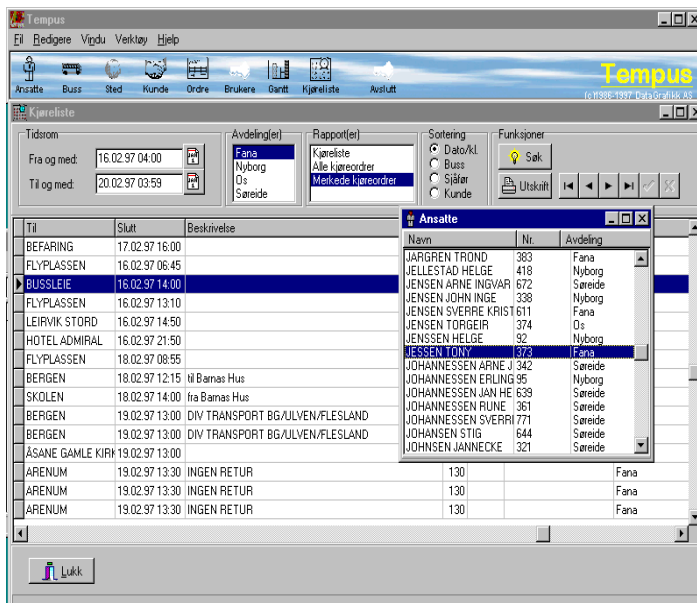 Tempus
Fil Redigere Vindu Verktøy Hjelp
Ansatte Buss Sted Kunde Ordre Brukere Gantt Kjøreliste Avslutt
Tempus
(c)1986-1997 DataGrafikk AS
Kjøreliste
Tidsrom
Fra og med: 16.02.97 04:00
Til og med: 20.02.97 03:59
Avdeling(er)
Fana
Nyborg
Os
Søreide
Rapport(er)
Kjøreliste
Alle kjøreordrer
Merkede kjøreordrer
Sortering
Dato/kl.
Buss
Sjåfør
Kunde
Funksjoner
Søk
Utskrift
Til Slutt Beskrivelse
BEFARING 17.02.97 16:00
FLYPLASSEN 16.02.97 06:45
BUSSLEIE 16.02.97 14:00
FLYPLASSEN 16.02.97 13:10
LEIRVIK STORD 16.02.97 14:50
HOTEL ADMIRAL 16.02.97 21:50
FLYPLASSEN 18.02.97 08:55
BERGEN 18.02.97 12:15 til Barnas Hus
SKOLEN 18.02.97 14:00 fra Barnas Hus
BERGEN 19.02.97 13:00 DIV TRANSPORT BG/ULVEN/FLESLAND
BERGEN 19.02.97 13:00 DIV TRANSPORT BG/ULVEN/FLESLAND
ÅSANE GAMLE KIRK 19.02.97 13:00
ARENUM 19.02.97 13:30 INGEN RETUR 130 Fana
ARENUM 19.02.97 13:30 INGEN RETUR 130 Fana
ARENUM 19.02.97 13:30 INGEN RETUR 130 Fana
Ansatte
Navn Nr. Avdeling
JARGREN TROND 383 Fana
JELLESTAD HELGE 418 Nyborg
JENSEN ARNE INGVAR 672 Søreide
JENSEN JOHN INGE 338 Nyborg
JENSEN SVERRE KRIST 611 Fana
JENSEN TORGEIR 374 Os
JENSSEN HELGE 92 Nyborg
JESSEN TONY 373 Fana
JOHANNESSEN ARNE J 342 Søreide
JOHANNESSEN ERLING 95 Nyborg
JOHANNESSEN JAN HE 639 Søreide
JOHANNESSEN RUNE 361 Søreide
JOHANNESSEN SVERRI 771 Søreide
JOHANSEN STIG 644 Søreide
JOHNSEN JANNECKE 321 Søreide
Lukk